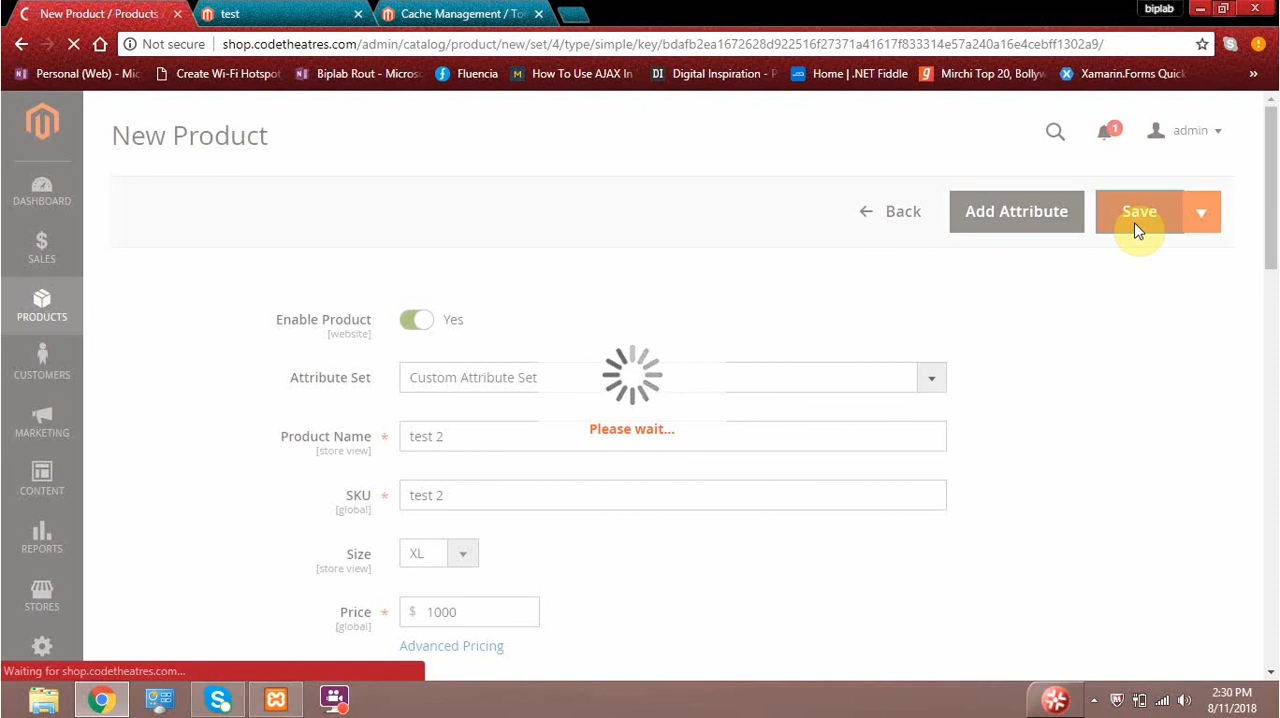 biplab
New Product / Products
test
Cache Management / To
Not secure
shop.codetheatres.com/admin/catalog/product/new/set/4/type/simple/key/bdafb2ea1672628d922516f27371a41617f833314e57a240a16e4cebff1302a9/
Personal (Web) - Mic
Create Wi-Fi Hotspot
Biplab Rout - Micros
Fluencia
How To Use AJAX In
Digital Inspiration - P
Home | .NET Fiddle
Mirchi Top 20, Bollyw
Xamarin.Forms Quick
»
New Product
1
admin
DASHBOARD
SALES
PRODUCTS
CUSTOMERS
MARKETING
CONTENT
REPORTS
STORES
Back
Add Attribute
Save
Enable Product
[website]
Yes
Attribute Set
Custom Attribute Set
Please wait...
Product Name *
[store view]
test 2
SKU *
[global]
test 2
Size
[store view]
XL
Price *
[global]
$ 1000
Advanced Pricing
Waiting for shop.codetheatres.com...
2:30 PM
8/11/2018